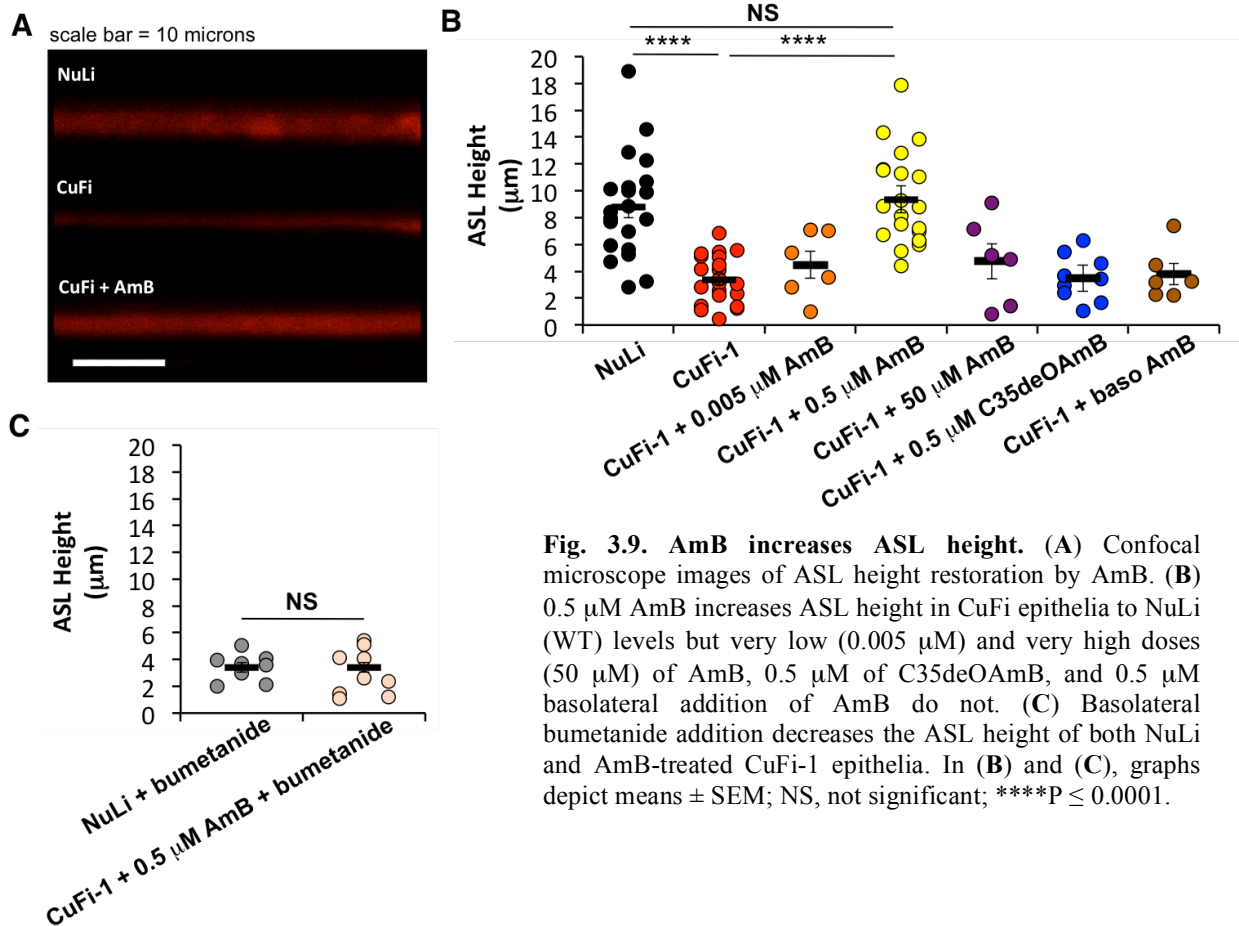 A
scale bar = 10 microns
NuLi
CuFi
CuFi + AmB
B
NS
****
****
ASL Height
(μm)
20
18
16
14
12
10
8
6
4
2
0
NuLi
CuFi-1
CuFi-1 + 0.005 μM AmB
CuFi-1 + 0.5 μM AmB
CuFi-1 + 50 μM AmB
CuFi-1 + 0.5 μM C35deOAmB
CuFi-1 + baso AmB
C
ASL Height
(μm)
20
18
16
14
12
10
8
6
4
2
0
NS
NuLi + bumetanide
CuFi-1 + 0.5 μM AmB + bumetanide
Fig. 3.9. AmB increases ASL height. (A) Confocal
microscope images of ASL height restoration by AmB. (B)
0.5 μM AmB increases ASL height in CuFi epithelia to NuLi
(WT) levels but very low (0.005 μM) and very high doses
(50 μM) of AmB, 0.5 μM of C35deOAmB, and 0.5 μM
basolateral addition of AmB do not. (C) Basolateral
bumetanide addition decreases the ASL height of both NuLi
and AmB-treated CuFi-1 epithelia. In (B) and (C), graphs
depict means ± SEM; NS, not significant; ****P ≤ 0.0001.